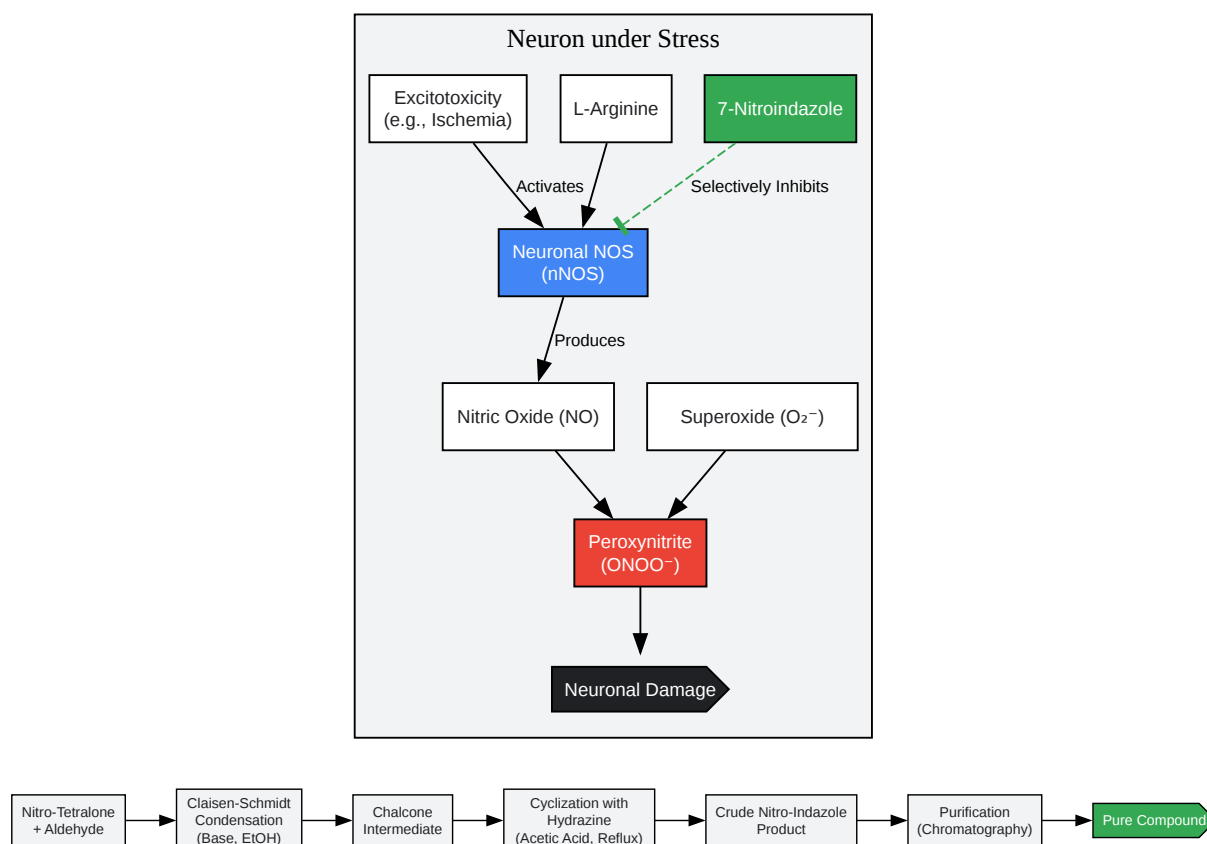 Neuron under Stress
Excitotoxicity
(e.g., Ischemia)
L-Arginine
7-Nitroindazole
Activates
Selectively Inhibits
Neuronal NOS
(nNOS)
Produces
Nitric Oxide (NO)
Superoxide (O₂⁻)
Peroxynitrite
(ONOO⁻)
Neuronal Damage
Nitro-Tetralone
+ Aldehyde
Claisen-Schmidt
Condensation
(Base, EtOH)
Chalcone
Intermediate
Cyclization with
Hydrazine
(Acetic Acid, Reflux)
Crude Nitro-Indazole
Product
Purification
(Chromatography)
Pure Compound